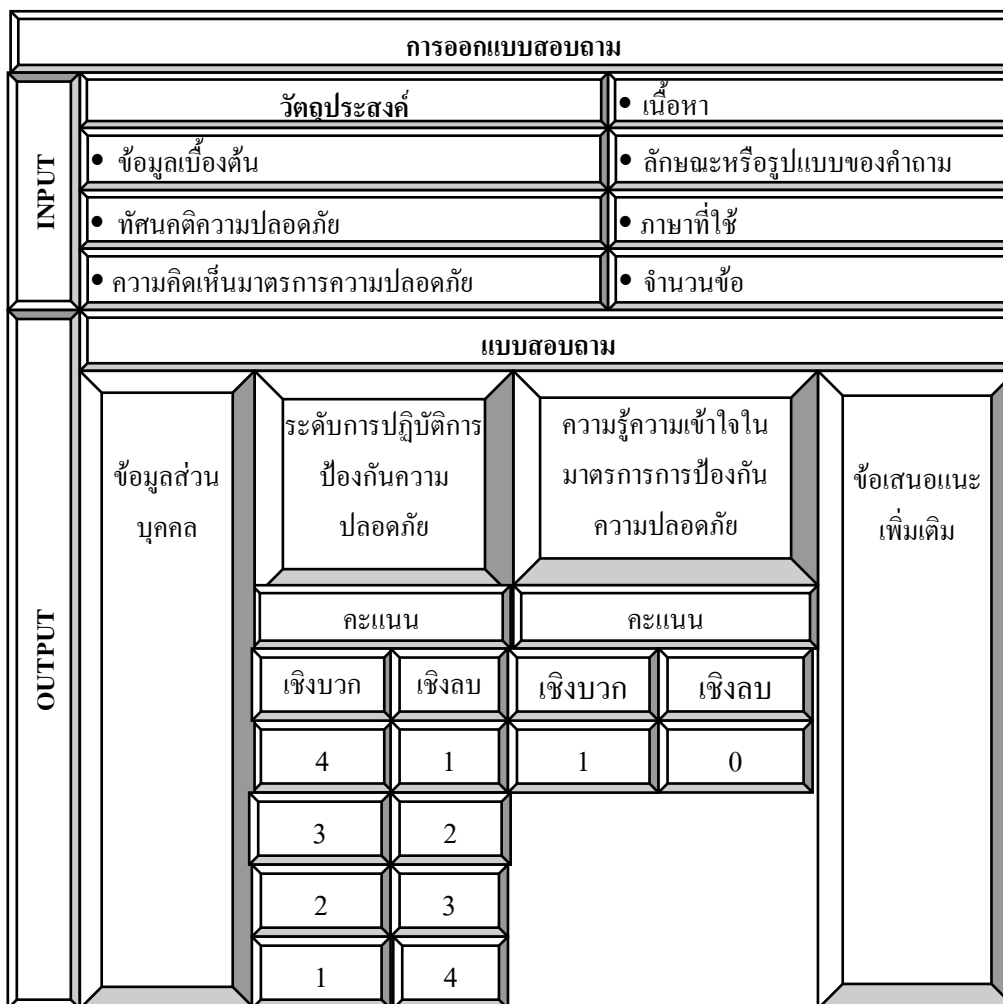 การออกแบบสอบถาม
INPUT
วัตถุประสงค์
• เนื้อหา
• ข้อมูลเบื้องต้น
• ลักษณะหรือรูปแบบของคำถาม
• ทัศนคติความปลอดภัย
• ภาษาที่ใช้
• ความคิดเห็นมาตรการความปลอดภัย
• จำนวนข้อ
OUTPUT
แบบสอบถาม
ข้อมูลส่วน
บุคคล
ระดับการปฏิบัติการ
ป้องกันความ
ปลอดภัย
ความรู้ความเข้าใจใน
มาตรการการป้องกัน
ความปลอดภัย
ข้อเสนอแนะ
เพิ่มเติม
คะแนน
คะแนน
เชิงบวก
เชิงลบ
เชิงบวก
เชิงลบ
4
1
1
0
3
2
2
3
1
4